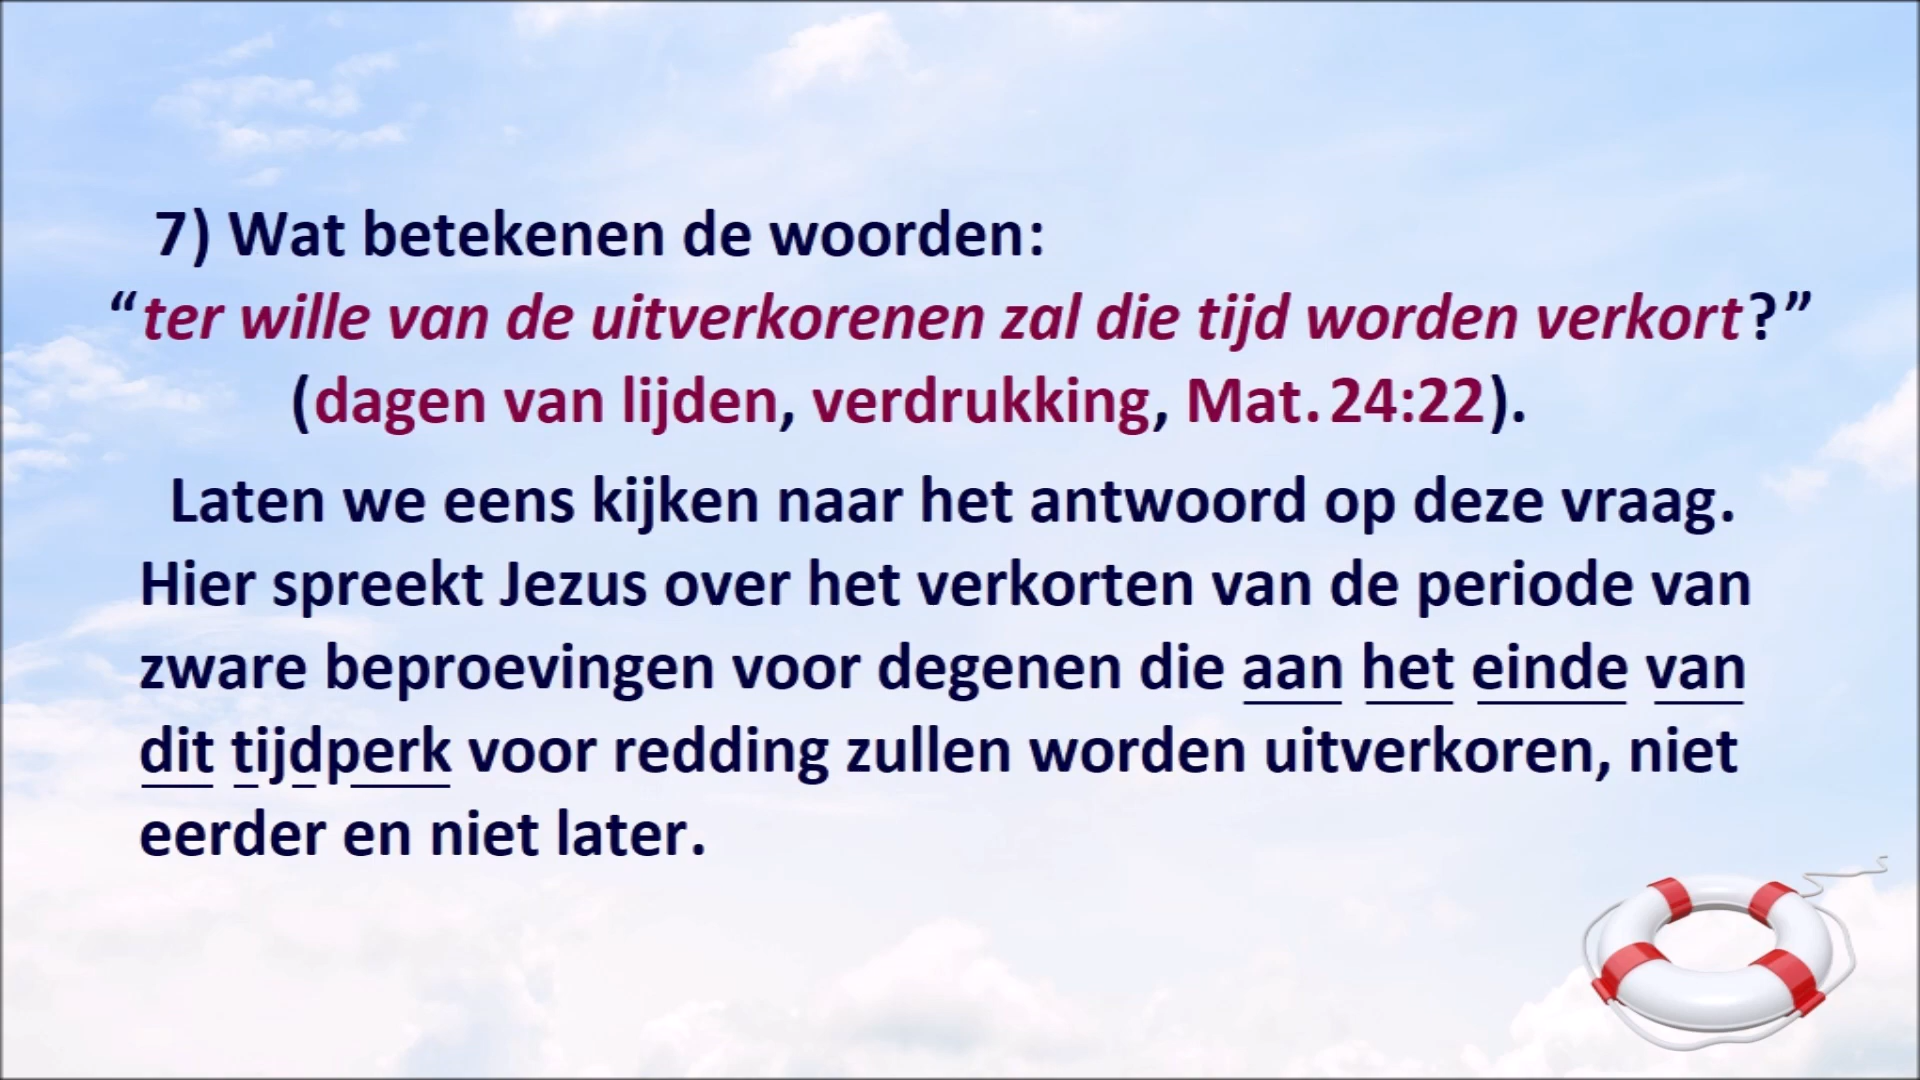 7) Wat betekenen de woorden:
“ter wille van de uitverkorenen zal die tijd worden verkort?”
(dagen van lijden, verdrukking, Mat. 24:22).
Laten we eens kijken naar het antwoord op deze vraag.
Hier spreekt Jezus over het verkorten van de periode van
zware beproevingen voor degenen die aan het einde van
dit tijdperk voor redding zullen worden uitverkoren, niet
eerder en niet later.